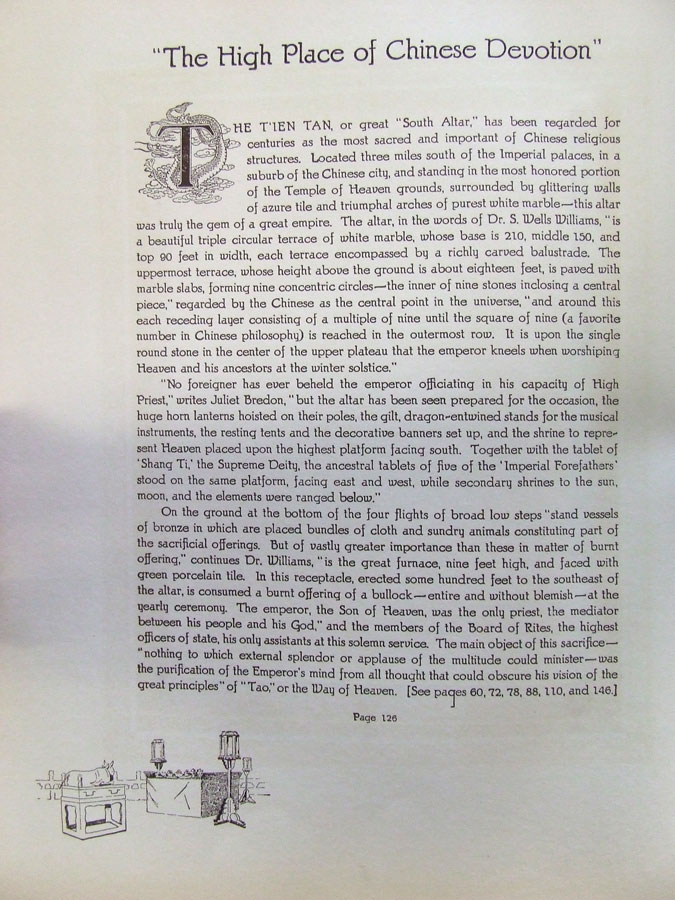 "The High Place of Chinese Devotion"
THE T'IEN TAN, or great "South Altar," has been regarded for
centuries as the most sacred and important of Chinese religious
structures. Located three miles south of the Imperial palaces, in a
suburb of the Chinese city, and standing in the most honored portion
of the Temple of Heaven grounds, surrounded by glittering walls
of azure tile and triumphal arches of purest white marble—this altar
was truly the gem of a great empire. The altar, in the words of Dr. S. Wells Williams, "is
a beautiful triple circular terrace of white marble, whose base is 210, middle 150, and
top 90 feet in width, each terrace encompassed by a richly carved balustrade. The
uppermost terrace, whose height above the ground is about eighteen feet, is paved with
marble slabs, forming nine concentric circles—the inner of nine stones inclosing a central
piece," regarded by the Chinese as the central point in the universe, "and around this
each receding layer consisting of a multiple of nine until the square of nine (a favorite
number in Chinese philosophy) is reached in the outermost row. It is upon the single
round stone in the center of the upper plateau that the emperor kneels when worshiping
Heaven and his ancestors at the winter solstice."
"No foreigner has ever beheld the emperor officiating in his capacity of High
Priest," writes Juliet Bredon, "but the altar has been seen prepared for the occasion, the
huge horn lanterns hoisted on their poles, the gilt, dragon-entwined stands for the musical
instruments, the resting tents and the decorative banners set up, and the shrine to repre-
sent Heaven placed upon the highest platform facing south. Together with the tablet of
'Shang Ti,' the Supreme Deity, the ancestral tablets of five of the 'Imperial Forefathers'
stood on the same platform, facing east and west, while secondary shrines to the sun,
moon, and the elements were ranged below."
On the ground at the bottom of the four flights of broad low steps "stand vessels
of bronze in which are placed bundles of cloth and sundry animals constituting part of
the sacrificial offerings. But of vastly greater importance than these in matter of burnt
offering," continues Dr. Williams, "is the great furnace, nine feet high, and faced with
green porcelain tile. In this receptacle, erected some hundred feet to the southeast of
the altar, is consumed a burnt offering of a bullock—entire and without blemish—at the
yearly ceremony. The emperor, the Son of Heaven, was the only priest, the mediator
between his people and his God," and the members of the Board of Rites, the highest
officers of state, his only assistants at this solemn service. The main object of this sacrifice—
"nothing to which external splendor or applause of the multitude could minister—was
the purification of the Emperor's mind from all thought that could obscure his vision of the
great principles" of "Tao," or the Way of Heaven. [See pages 60, 72, 78, 88, 110, and 146.]
Page 126